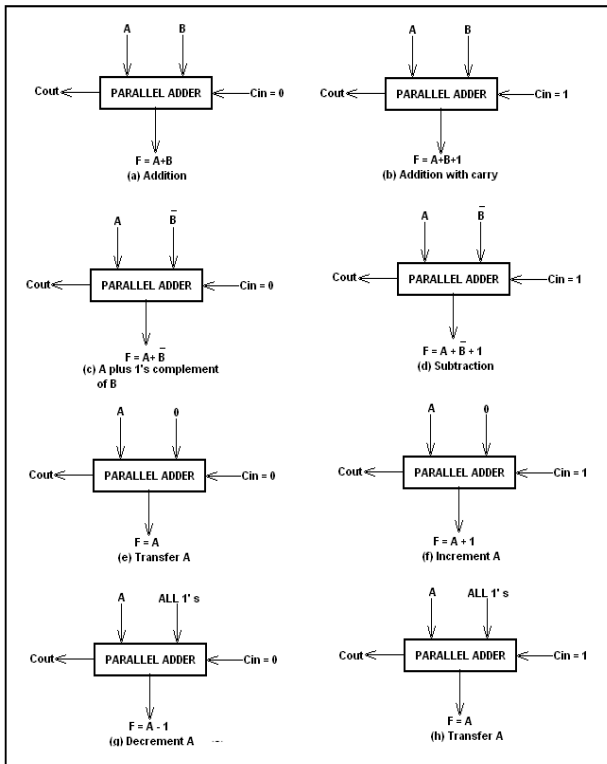 A B
Cout PARALLEL ADDER Cin = 0
F = A+B
(a) Addition
A B
Cout PARALLEL ADDER Cin = 1
F = A+B+1
(b) Addition with carry
A B̅
Cout PARALLEL ADDER Cin = 0
F = A+ B̅
(c) A plus 1's complement
of B
A B̅
Cout PARALLEL ADDER Cin = 1
F = A + B̅ + 1
(d) Subtraction
A 0
Cout PARALLEL ADDER Cin = 0
F = A
(e) Transfer A
A 0
Cout PARALLEL ADDER Cin = 1
F = A + 1
(f) Increment A
A ALL 1' s
Cout PARALLEL ADDER Cin = 0
F = A - 1
(g) Decrement A
A ALL 1' s
Cout PARALLEL ADDER Cin = 1
F = A
(h) Transfer A